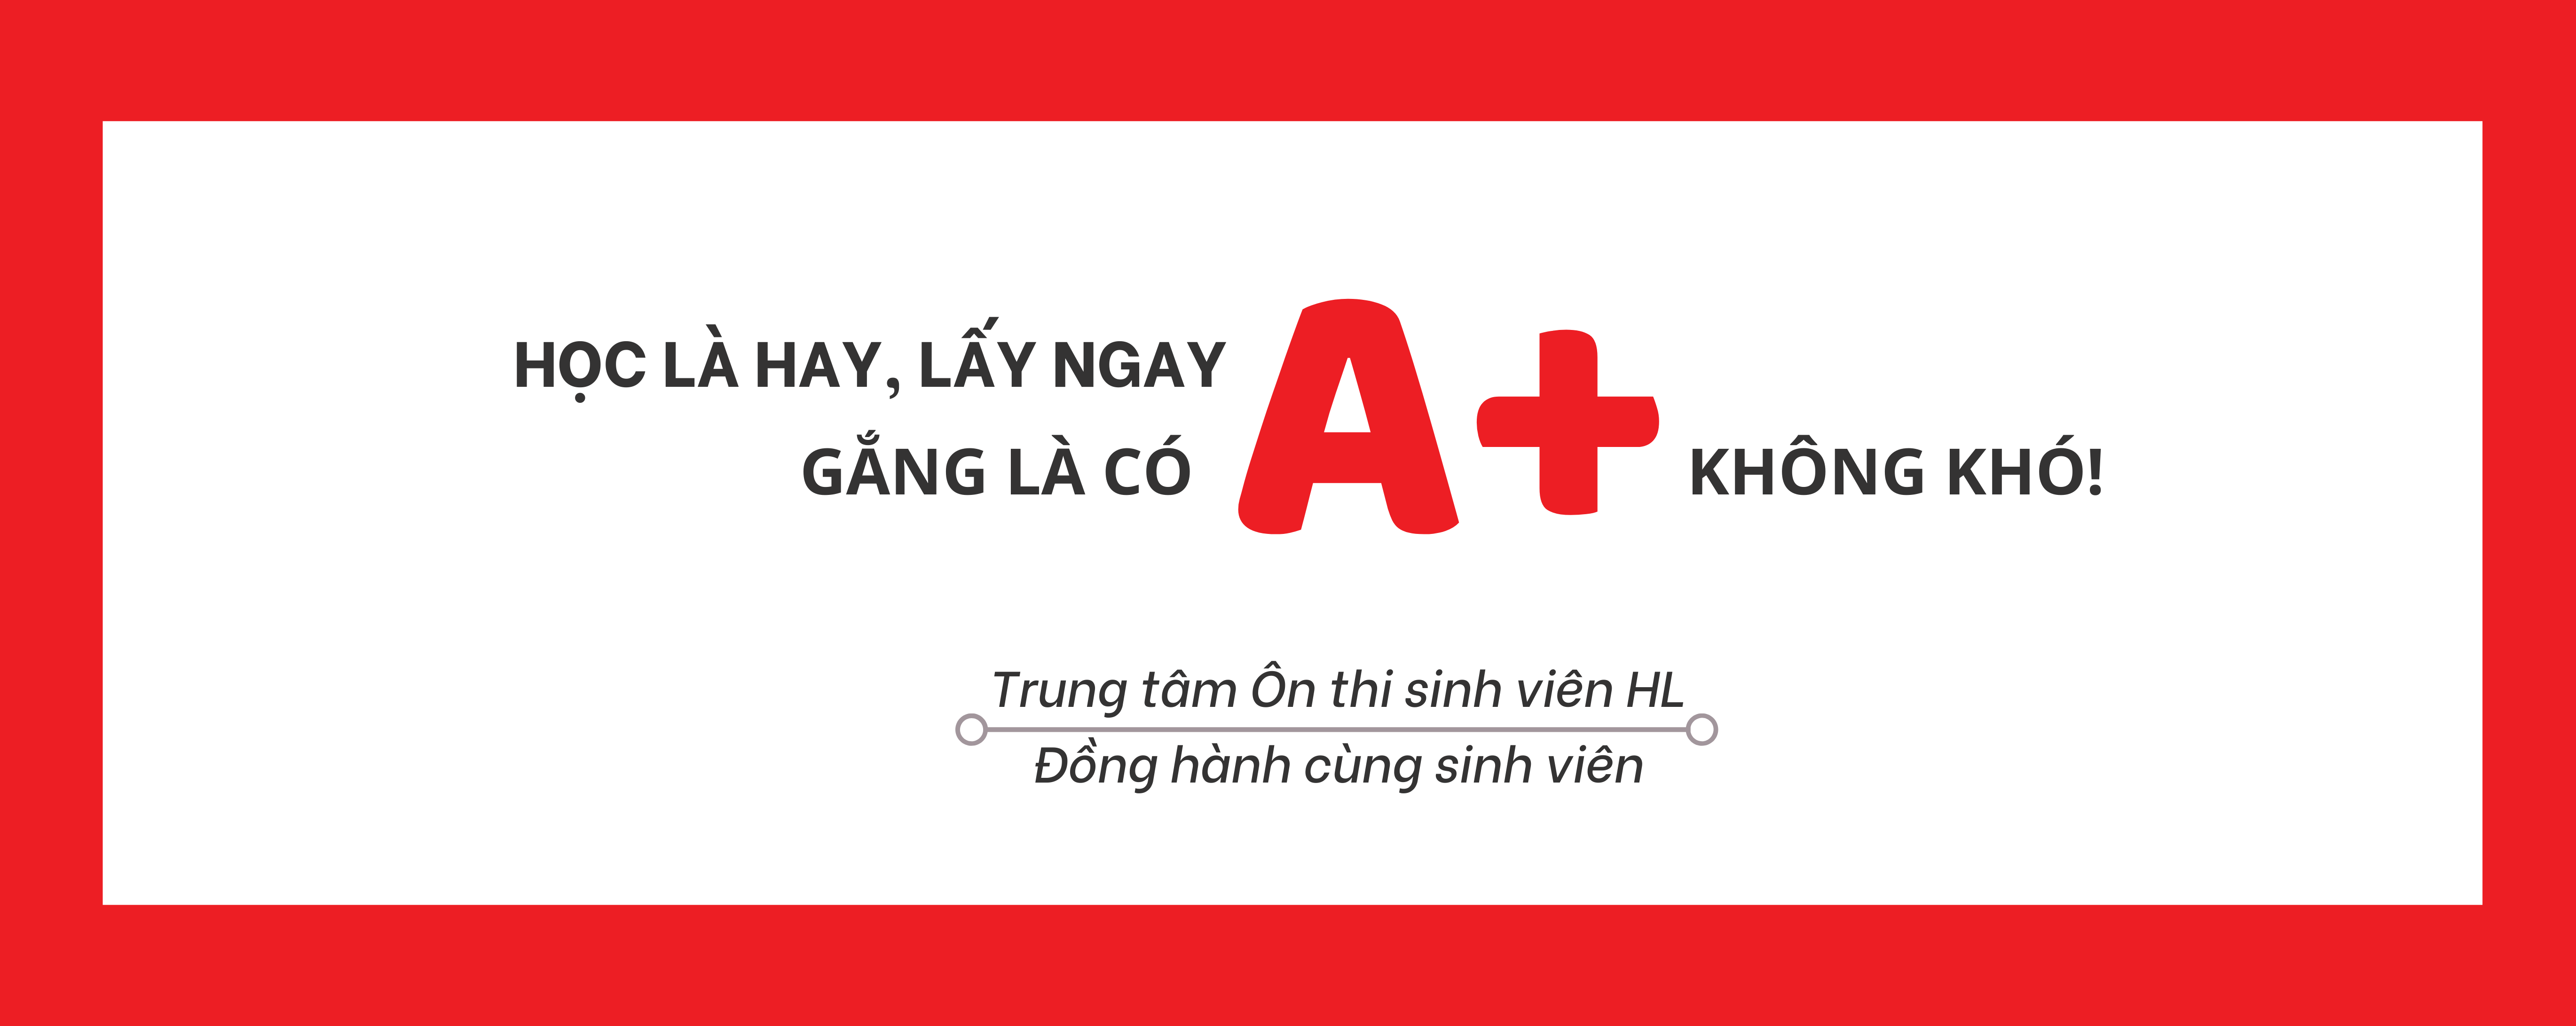 HỌC LÀ HAY, LẤY NGAY
A+
GẮNG LÀ CÓ KHÔNG KHÓ!
Trung tâm Ôn thi sinh viên HL
Đồng hành cùng sinh viên